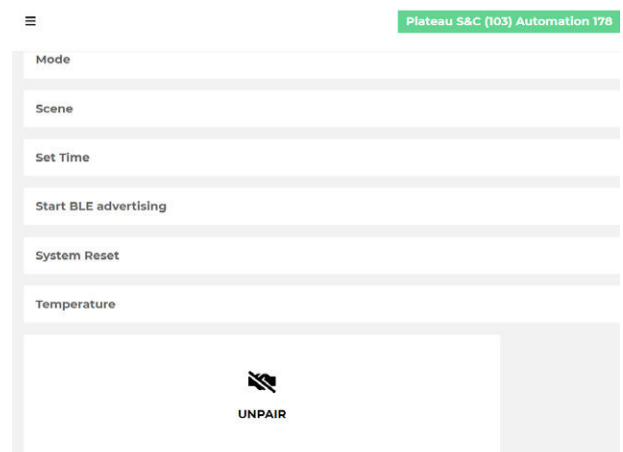 Plateau S&C (103) Automation 178
Mode
Scene
Set Time
Start BLE advertising
System Reset
Temperature
UNPAIR